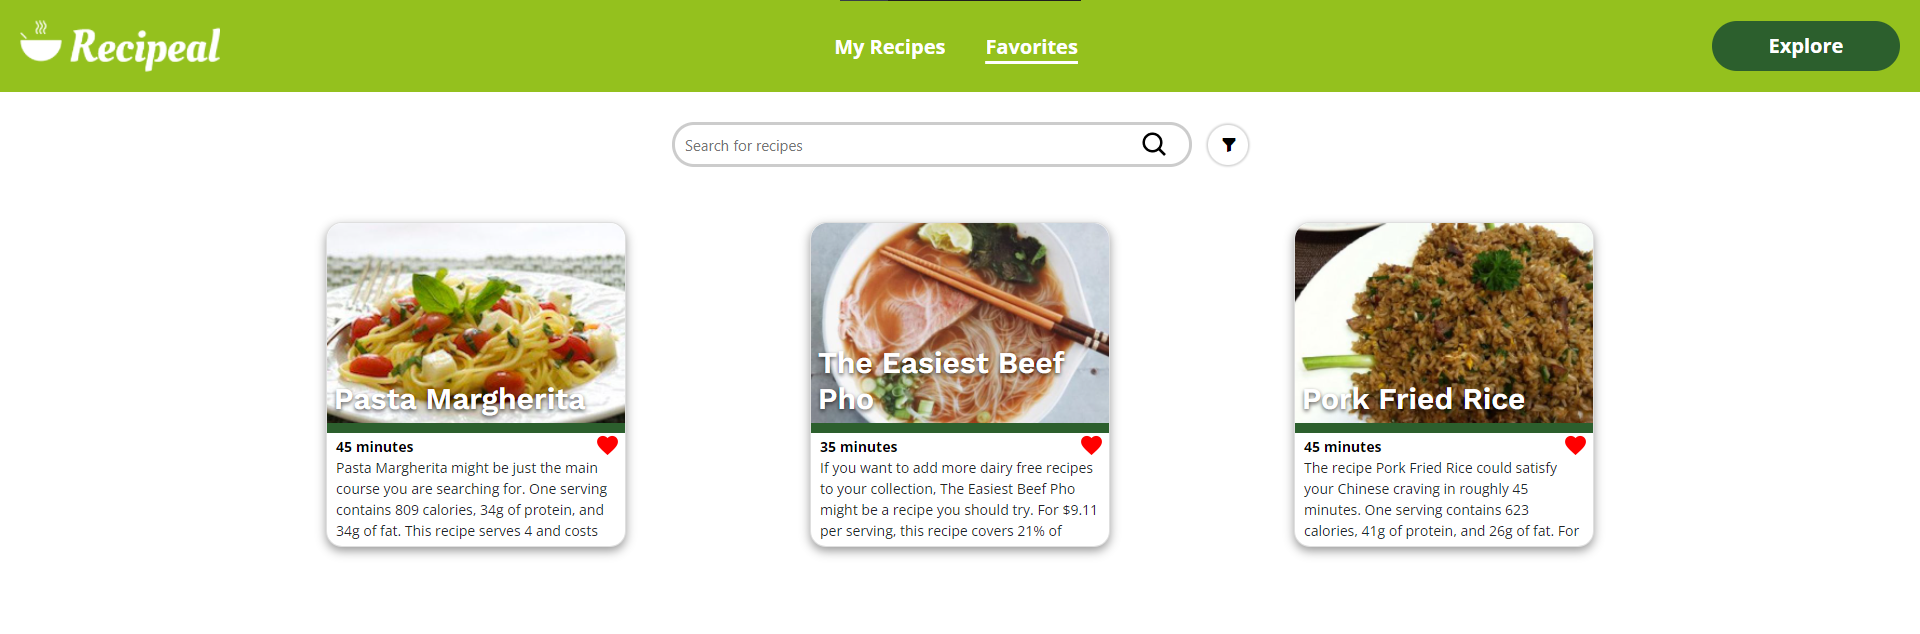 Recipeal
My Recipes
Favorites
Explore
Search for recipes
Pasta Margherita
45 minutes
Pasta Margherita might be just the main
course you are searching for. One serving
contains 809 calories, 34g of protein, and
34g of fat. This recipe serves 4 and costs
The Easiest Beef
Pho
35 minutes
If you want to add more dairy free recipes
to your collection, The Easiest Beef Pho
might be a recipe you should try. For $9.11
per serving, this recipe covers 21% of
Pork Fried Rice
45 minutes
The recipe Pork Fried Rice could satisfy
your Chinese craving in roughly 45
minutes. One serving contains 623
calories, 41g of protein, and 26g of fat. For